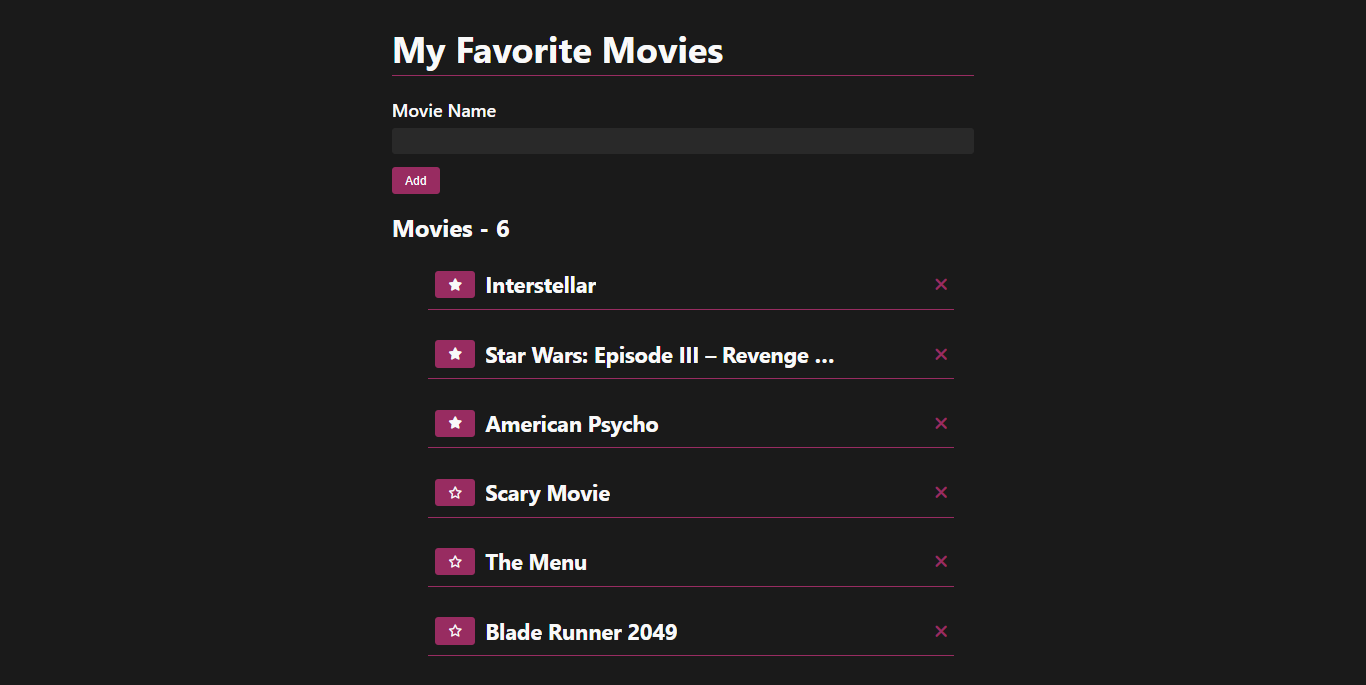 My Favorite Movies
Movie Name
Add
Movies - 6
Interstellar
Star Wars: Episode III – Revenge ...
American Psycho
Scary Movie
The Menu
Blade Runner 2049